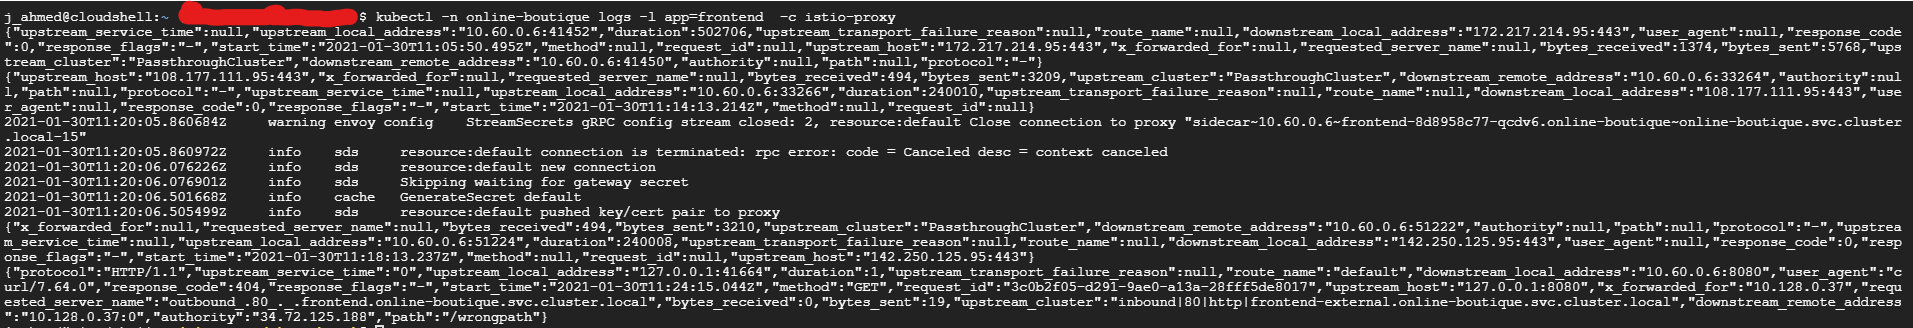 j_ahmed@cloudshell:~ $ kubectl -n online-boutique logs -l app=frontend  -c istio-proxy
{"upstream_service_time":null,"upstream_local_address":"10.60.0.6:41452","duration":502706,"upstream_transport_failure_reason":null,"route_name":null,"downstream_local_address":"172.217.214.95:443","user_agent":null,"response_code
":0,"response_flags":"-","start_time":"2021-01-30T11:05:50.495Z","method":null,"request_id":null,"upstream_host":"172.217.214.95:443","x_forwarded_for":null,"requested_server_name":null,"bytes_received":1374,"bytes_sent":5768,"ups
tream_cluster":"PassthroughCluster","downstream_remote_address":"10.60.0.6:41450","authority":null,"path":null,"protocol":"-"}
{"upstream_host":"108.177.111.95:443","x_forwarded_for":null,"requested_server_name":null,"bytes_received":494,"bytes_sent":3209,"upstream_cluster":"PassthroughCluster","downstream_remote_address":"10.60.0.6:33264","authority":nul
l,"path":null,"protocol":"-","upstream_service_time":null,"upstream_local_address":"10.60.0.6:33266","duration":240010,"upstream_transport_failure_reason":null,"route_name":null,"downstream_local_address":"108.177.111.95:443","use
r_agent":null,"response_code":0,"response_flags":"-","start_time":"2021-01-30T11:14:13.214Z","method":null,"request_id":null}
2021-01-30T11:20:05.860684Z     warning envoy config    StreamSecrets gRPC config stream closed: 2, resource:default Close connection to proxy "sidecar~10.60.0.6~frontend-8d8958c77-qcdv6.online-boutique~online-boutique.svc.cluster
.local-15"
2021-01-30T11:20:05.860972Z     info    sds     resource:default connection is terminated: rpc error: code = Canceled desc = context canceled
2021-01-30T11:20:06.076226Z     info    sds     resource:default new connection
2021-01-30T11:20:06.076901Z     info    sds     Skipping waiting for gateway secret
2021-01-30T11:20:06.501668Z     info    cache   GenerateSecret default
2021-01-30T11:20:06.505499Z     info    sds     resource:default pushed key/cert pair to proxy
{"x_forwarded_for":null,"requested_server_name":null,"bytes_received":494,"bytes_sent":3210,"upstream_cluster":"PassthroughCluster","downstream_remote_address":"10.60.0.6:51222","authority":null,"path":null,"protocol":"-","upstrea
m_service_time":null,"upstream_local_address":"10.60.0.6:51224","duration":240008,"upstream_transport_failure_reason":null,"route_name":null,"downstream_local_address":"142.250.125.95:443","user_agent":null,"response_code":0,"resp
onse_flags":"-","start_time":"2021-01-30T11:18:13.237Z","method":null,"request_id":null,"upstream_host":"142.250.125.95:443"}
{"protocol":"HTTP/1.1","upstream_service_time":"0","upstream_local_address":"127.0.0.1:41664","duration":1,"upstream_transport_failure_reason":null,"route_name":"default","downstream_local_address":"10.60.0.6:8080","user_agent":"c
url/7.64.0","response_code":404,"response_flags":"-","start_time":"2021-01-30T11:24:15.044Z","method":"GET","request_id":"3c0b2f05-d291-9ae0-a13a-28fff5de8017","upstream_host":"127.0.0.1:8080","x_forwarded_for":"10.128.0.37","requ
ested_server_name":"outbound_.80_._.frontend.online-boutique.svc.cluster.local","bytes_received":0,"bytes_sent":19,"upstream_cluster":"inbound|80|http|frontend-external.online-boutique.svc.cluster.local","downstream_remote_address
":"10.128.0.37:0","authority":"34.72.125.188","path":"/wrongpath"}